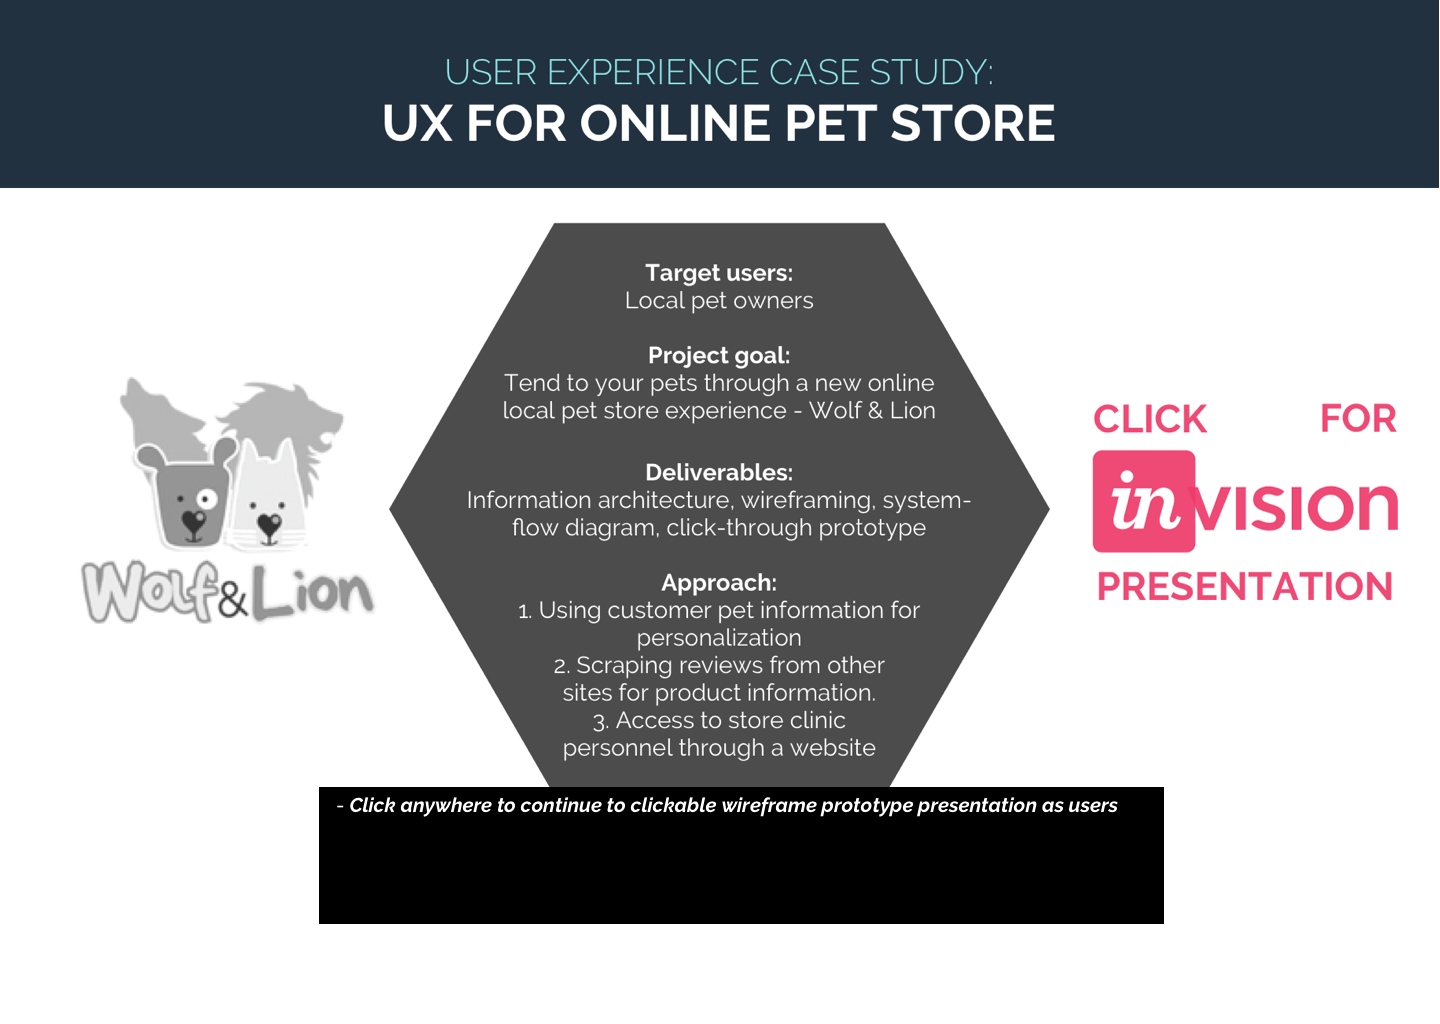 USER EXPERIENCE CASE STUDY:
UX FOR ONLINE PET STORE
Target users:
Local pet owners
Project goal:
Tend to your pets through a new online
local pet store experience - Wolf & Lion
Deliverables:
Information architecture, wireframing, system-
flow diagram, click-through prototype
Approach:
1. Using customer pet information for
personalization
2. Scraping reviews from other
sites for product information.
3. Access to store clinic
personnel through a website
Wolf & Lion
CLICK FOR
inVISION
PRESENTATION
- Click anywhere to continue to clickable wireframe prototype presentation as users